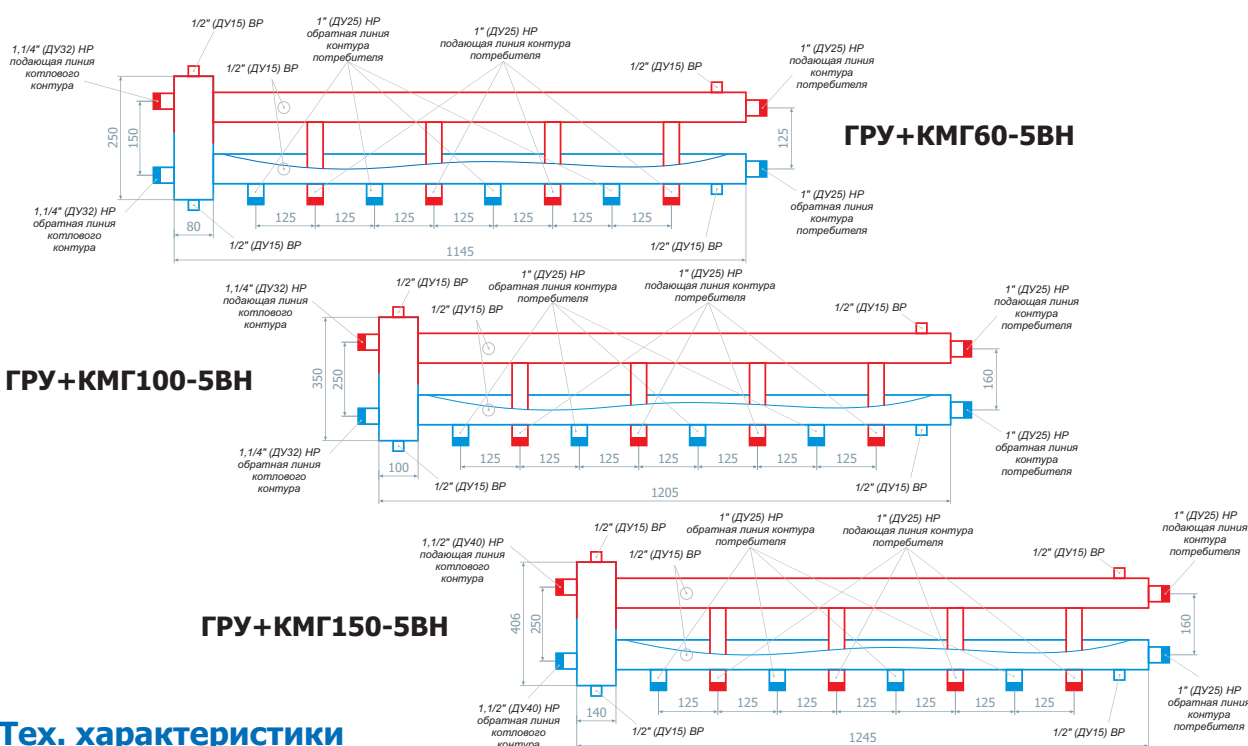 1/2" (ДУ15) ВР
1" (ДУ25) НР
обратная линия
контура
потребителя
1" (ДУ25) НР
подающая линия контура
потребителя
1,1/4" (ДУ32) НР
подающая линия
котлового
контура
1/2" (ДУ15) ВР
1/2" (ДУ15) ВР
1" (ДУ25) НР
подающая линия
контура
потребителя
250
150
125
ГРУ+КМГ60-5ВН
1,1/4" (ДУ32) НР
обратная линия
котлового
контура
80
1/2" (ДУ15) ВР
125
125
125
125
125
125
125
1/2" (ДУ15) ВР
1" (ДУ25) НР
обратная линия
контура
потребителя
1145
1,1/4" (ДУ32) НР
подающая линия
котлового
контура
1/2" (ДУ15) ВР
1/2" (ДУ15) ВР
1" (ДУ25) НР
обратная линия контура
потребителя
1" (ДУ25) НР
подающая линия контура
потребителя
1/2" (ДУ15) ВР
1" (ДУ25) НР
подающая линия
контура
потребителя
ГРУ+КМГ100-5ВН
350
250
160
1,1/4" (ДУ32) НР
обратная линия
котлового
контура
100
1/2" (ДУ15) ВР
125
125
125
125
125
125
125
1/2" (ДУ15) ВР
1" (ДУ25) НР
обратная линия
контура
потребителя
1205
1,1/2" (ДУ40) НР
подающая линия
котлового
контура
1/2" (ДУ15) ВР
1/2" (ДУ15) ВР
1" (ДУ25) НР
обратная линия контура
потребителя
1" (ДУ25) НР
подающая линия контура
потребителя
1/2" (ДУ15) ВР
1" (ДУ25) НР
подающая линия
контура
потребителя
ГРУ+КМГ150-5ВН
406
250
160
1,1/2" (ДУ40) НР
обратная линия
котлового
контура
140
1/2" (ДУ15) ВР
125
125
125
125
125
125
125
1/2" (ДУ15) ВР
1" (ДУ25) НР
обратная линия
контура
потребителя
1245
Тех. характеристики